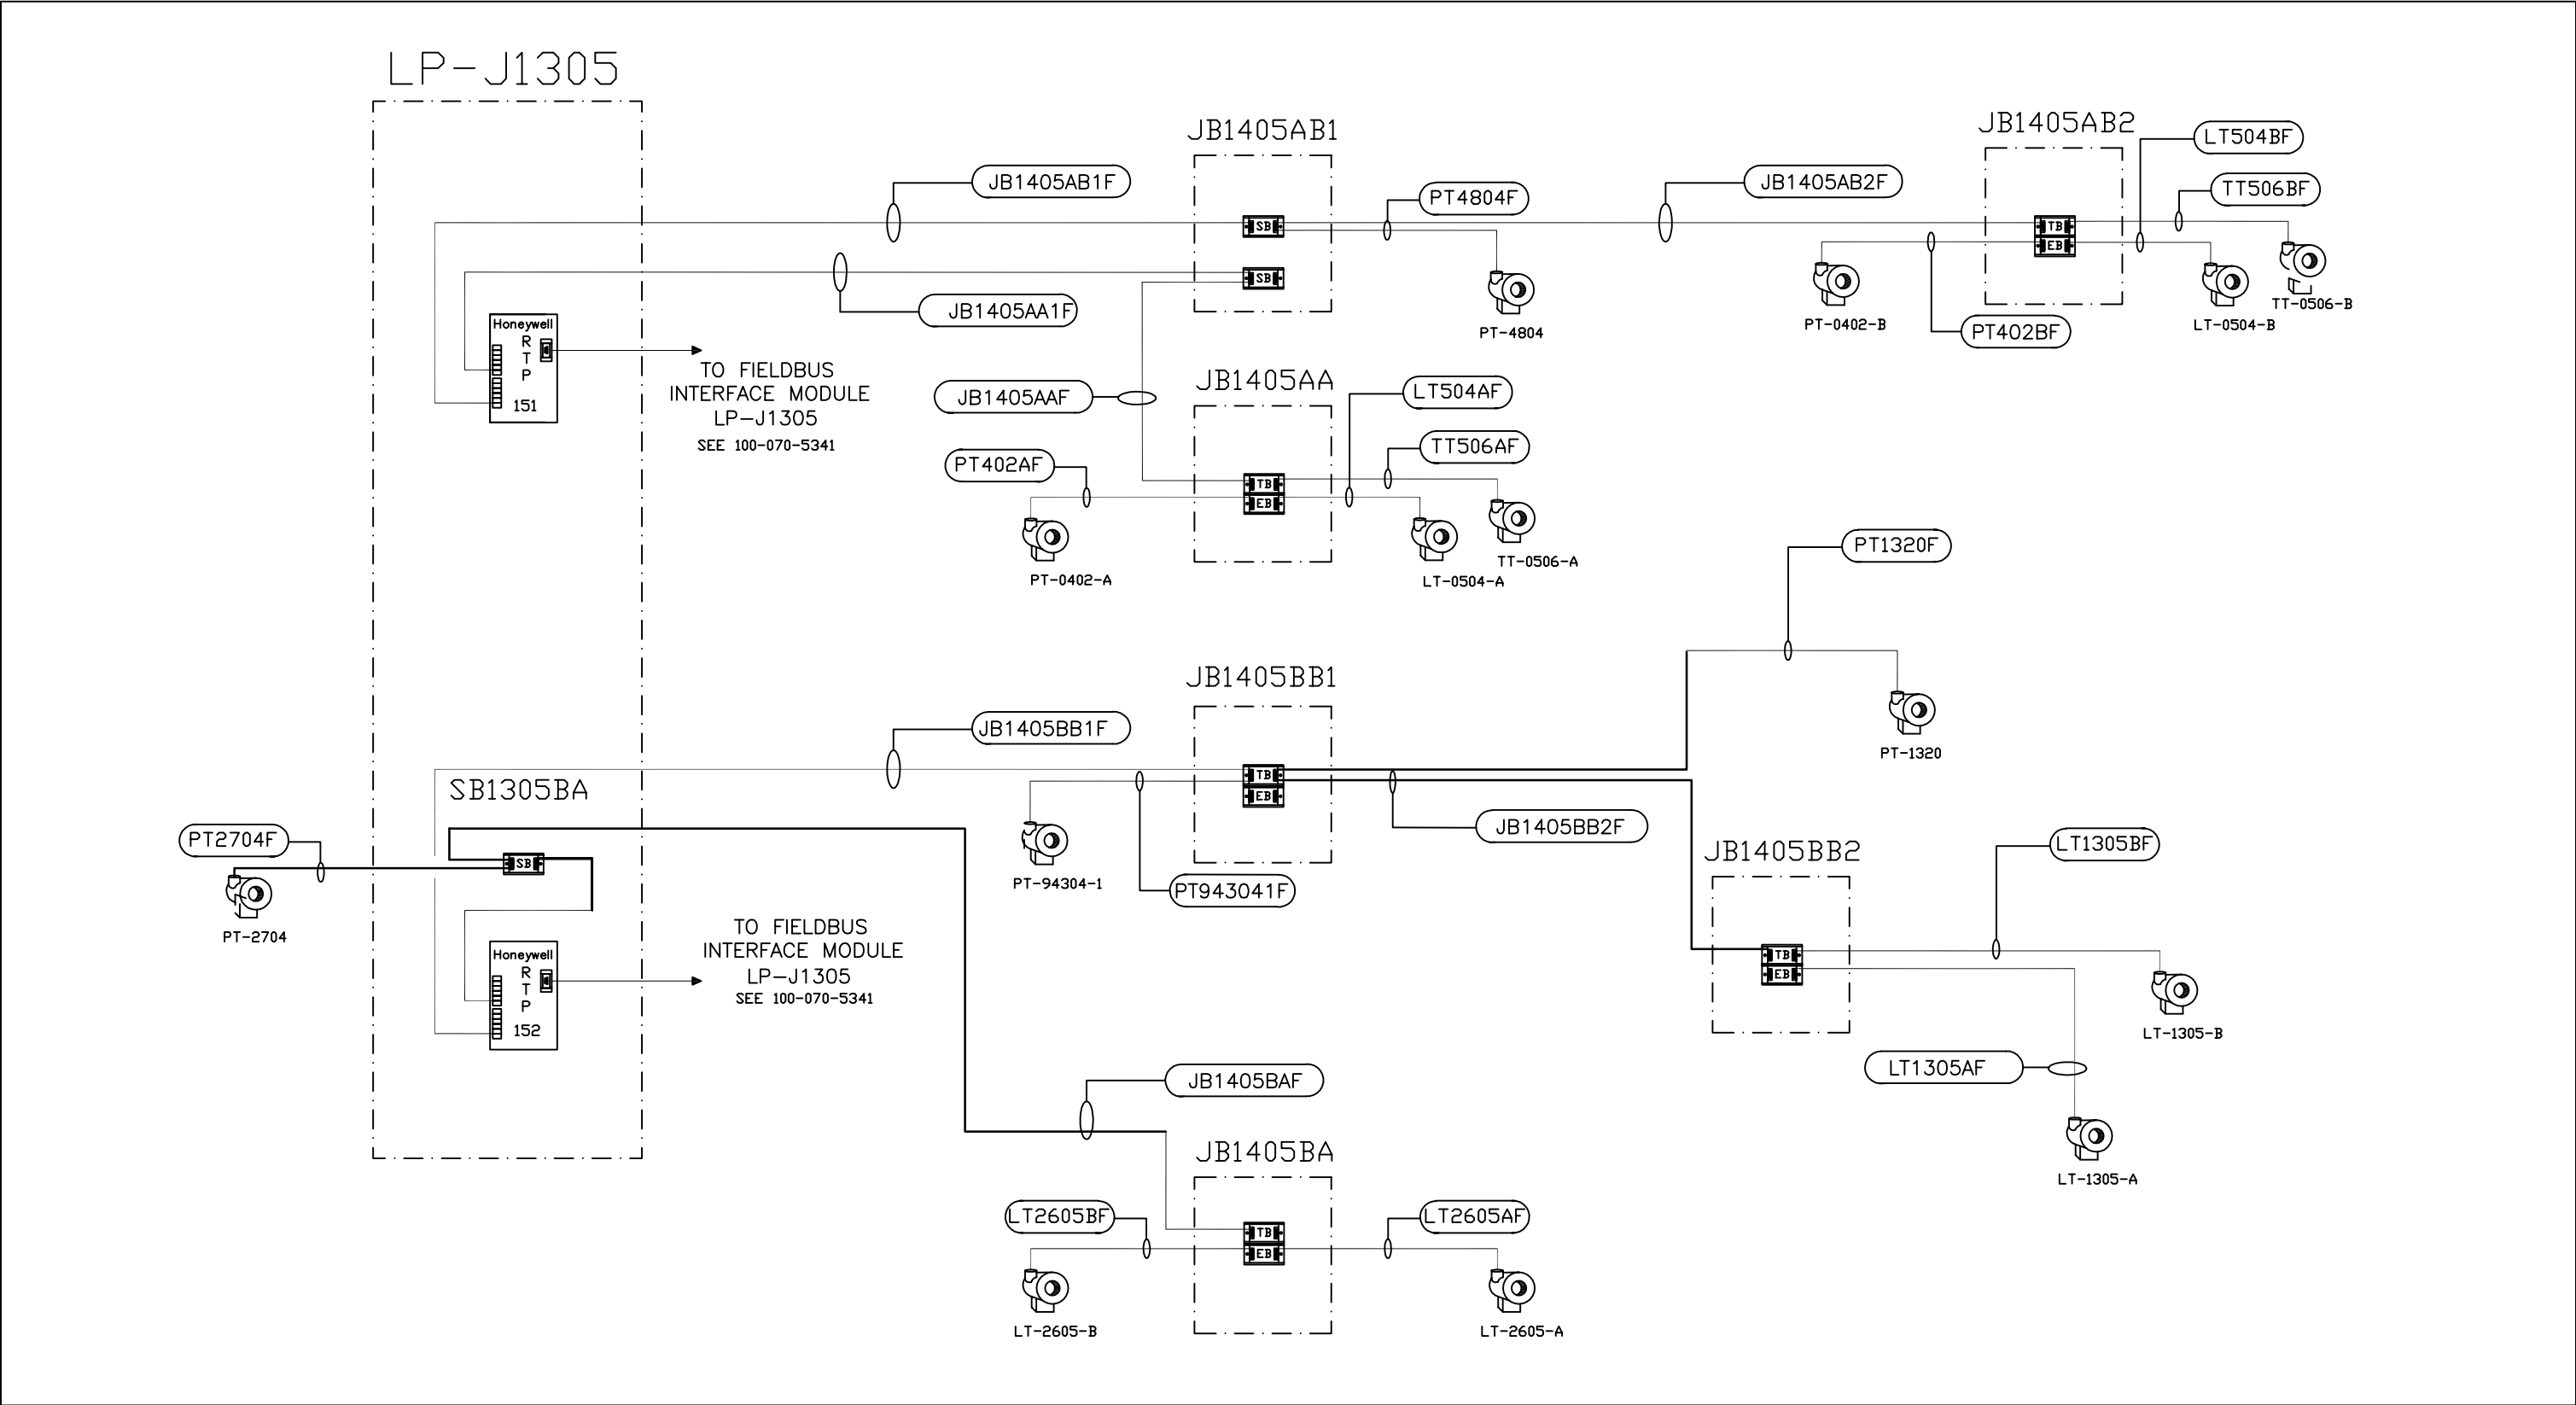 LP-J1305
JB1405AB1
JB1405AB2
LT504BF
JB1405AB1F
PT4804F
JB1405AB2F
TT506BF
SB
TB
EB
SB
JB1405AA1F
PT-4804
PT-0402-B
PT402BF
LT-0504-B
TT-0506-B
Honeywell
R
T
P
151
TO FIELDBUS
INTERFACE MODULE
LP-J1305
SEE 100-070-5341
JB1405AA
JB1405AAF
LT504AF
PT402AF
TT506AF
TB
EB
PT-0402-A
LT-0504-A
TT-0506-A
PT1320F
JB1405BB1
JB1405BB1F
PT-1320
TB
EB
SB1305BA
PT2704F
SB
PT-2704
PT-94304-1
PT943041F
JB1405BB2F
JB1405BB2
LT1305BF
TB
EB
LT-1305-B
Honeywell
R
T
P
152
TO FIELDBUS
INTERFACE MODULE
LP-J1305
SEE 100-070-5341
LT1305AF
LT-1305-A
JB1405BAF
JB1405BA
LT2605BF
LT2605AF
TB
EB
LT-2605-B
LT-2605-A